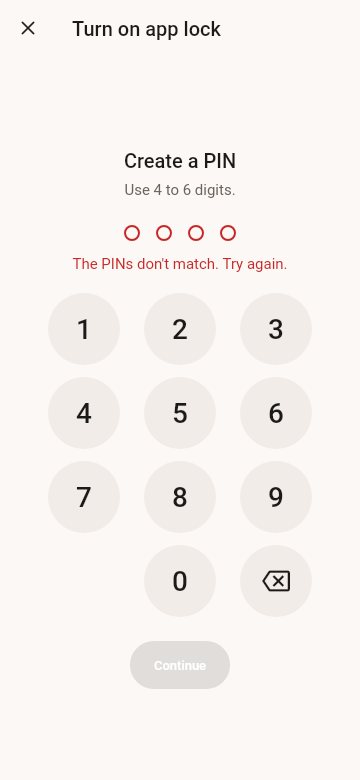 Turn on app lock
Create a PIN
Use 4 to 6 digits.
The PINs don't match. Try again.
1 2 3
4 5 6
7 8 9
0
Continue